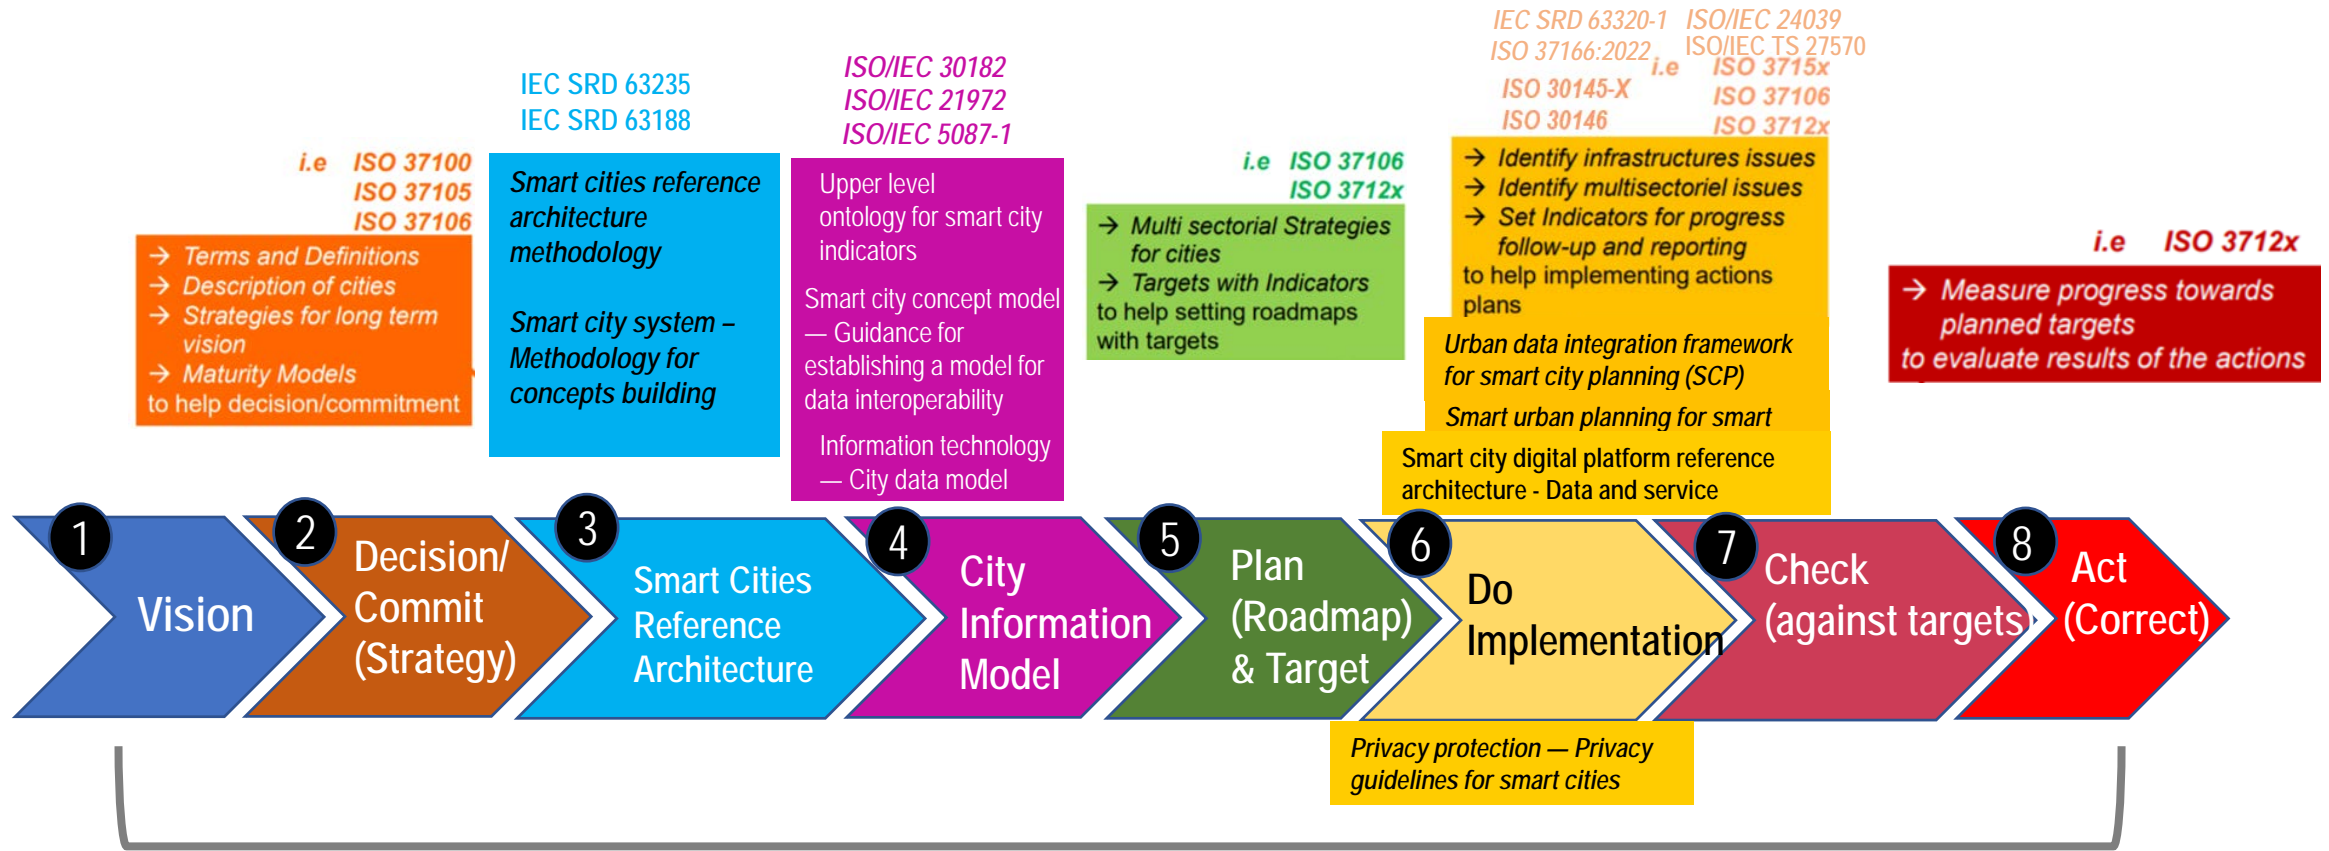 i.e ISO 37100
ISO 37105
ISO 37106
→ Terms and Definitions
→ Description of cities
→ Strategies for long term
vision
→ Maturity Models
to help decision/commitment
IEC SRD 63235
IEC SRD 63188
Smart cities reference
architecture
methodology
Smart city system –
Methodology for
concepts building
ISO/IEC 30182
ISO/IEC 21972
ISO/IEC 5087-1
Upper level
ontology for smart city
indicators
Smart city concept model
— Guidance for
establishing a model for
data interoperability
Information technology
— City data model
i.e ISO 37106
ISO 3712x
→ Multi sectorial Strategies
for cities
→ Targets with Indicators
to help setting roadmaps
with targets
IEC SRD 63320-1 ISO/IEC 24039
ISO 37166:2022 ISO/IEC TS 27570
i.e ISO 3715x
ISO 30145-X ISO 37106
ISO 30146 ISO 3712x
→ Identify infrastructures issues
→ Identify multisectoriel issues
→ Set Indicators for progress
follow-up and reporting
to help implementing actions
plans
Urban data integration framework
for smart city planning (SCP)
Smart urban planning for smart
Smart city digital platform reference
architecture - Data and service
i.e ISO 3712x
→ Measure progress towards
planned targets
to evaluate results of the actions
1
Vision
2
Decision/
Commit
(Strategy)
3
Smart Cities
Reference
Architecture
4
City
Information
Model
5
Plan
(Roadmap)
& Target
6
Do
Implementation
7
Check
(against targets)
8
Act
(Correct)
Privacy protection — Privacy
guidelines for smart cities